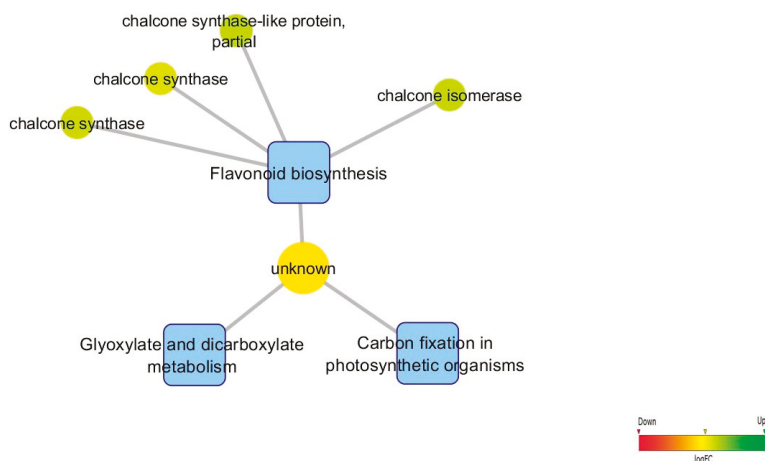 chalcone synthase-like protein,
partial
chalcone synthase
chalcone isomerase
chalcone synthase
Flavonoid biosynthesis
unknown
Glyoxylate and dicarboxylate
metabolism
Carbon fixation in
photosynthetic organisms
Down
Up
logFC